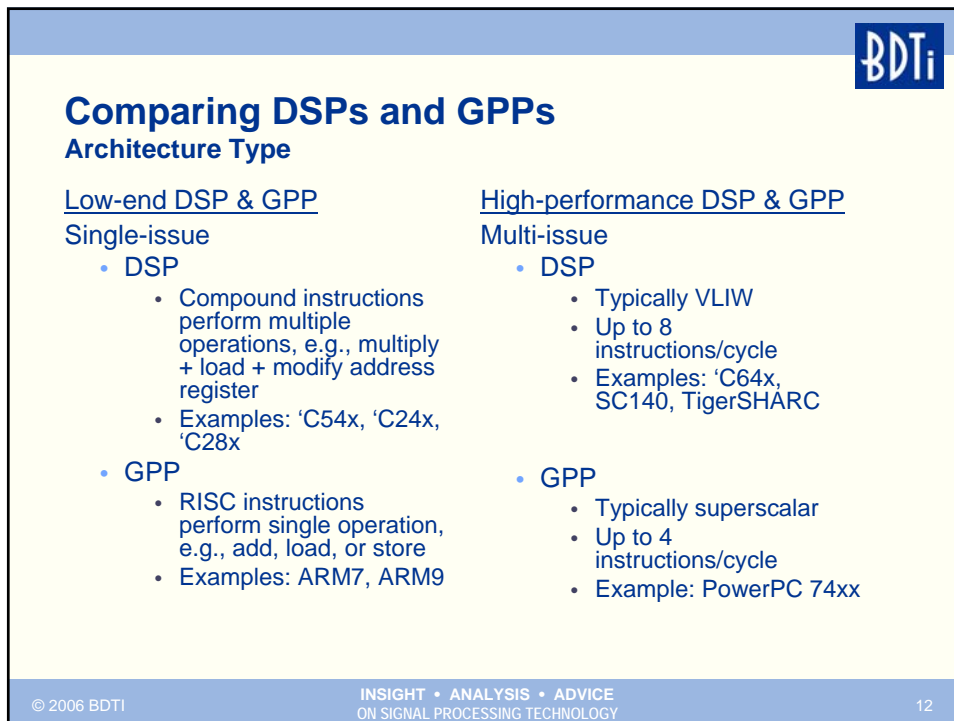 BDTi
Comparing DSPs and GPPs
Architecture Type
Low-end DSP & GPP
Single-issue
• DSP
• Compound instructions
perform multiple
operations, e.g., multiply
+ load + modify address
register
• Examples: ‘C54x, ‘C24x,
‘C28x
• GPP
• RISC instructions
perform single operation,
e.g., add, load, or store
• Examples: ARM7, ARM9
High-performance DSP & GPP
Multi-issue
• DSP
• Typically VLIW
• Up to 8
instructions/cycle
• Examples: ‘C64x,
SC140, TigerSHARC
• GPP
• Typically superscalar
• Up to 4
instructions/cycle
• Example: PowerPC 74xx
© 2006 BDTI
INSIGHT • ANALYSIS • ADVICE
ON SIGNAL PROCESSING TECHNOLOGY
12